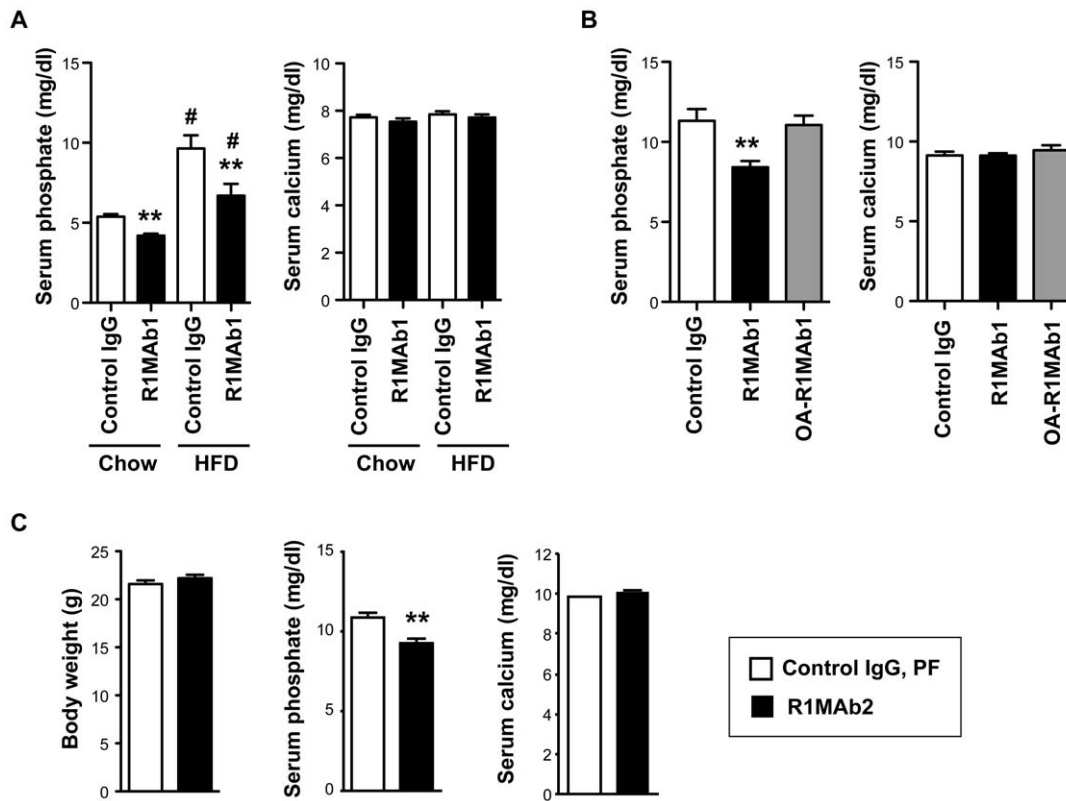 A
Serum phosphate (mg/dl)
15
10
5
0
#
**
#
**
Control IgG
R1MAb1
Control IgG
R1MAb1
Chow
HFD
Serum calcium (mg/dl)
10
8
6
4
2
0
Control IgG
R1MAb1
Control IgG
R1MAb1
Chow
HFD
B
Serum phosphate (mg/dl)
15
10
5
0
**
Control IgG
R1MAb1
OA-R1MAb1
Serum calcium (mg/dl)
15
10
5
0
Control IgG
R1MAb1
OA-R1MAb1
C
Body weight (g)
25
20
15
10
5
0
Serum phosphate (mg/dl)
15
10
5
0
**
Serum calcium (mg/dl)
12
10
8
6
4
2
0
Control IgG, PF
R1MAb2